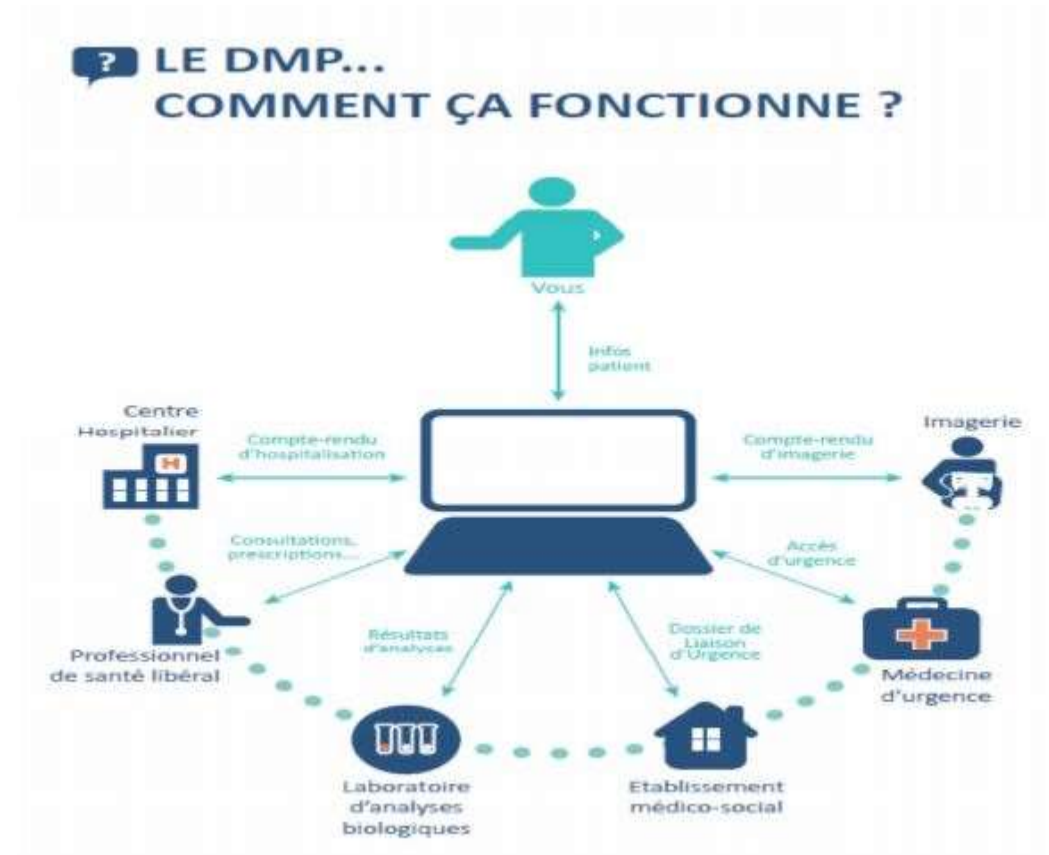 ?
LE DMP...
COMMENT ÇA FONCTIONNE ?
Vous
Infos
patient
Centre
Hospitalier
H
Compte-rendu
d'hospitalisation
Compte-rendu
d'imagerie
Imagerie
Consultations,
prescriptions...
Accès
d'urgence
Professionnel
de santé libéral
Résultats
d'analyses
Dossier de
Liaison
d'Urgence
Médecine
d'urgence
Laboratoire
d'analyses
biologiques
Etablissement
médico-social